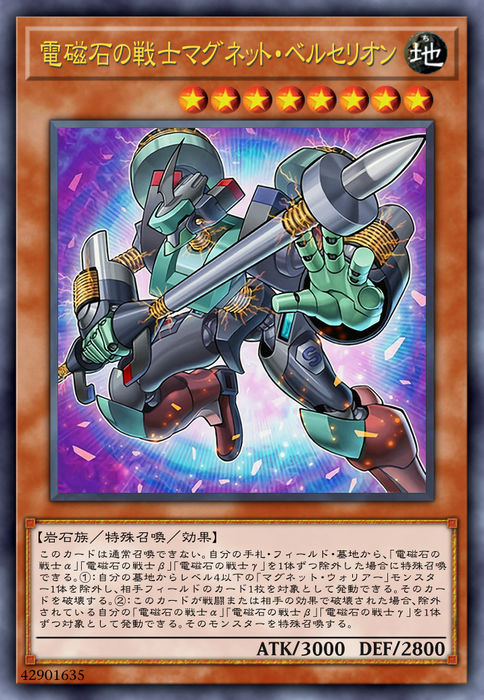 電磁石の戦士マグネット・ベルセリオン
地
ち
【岩石族/特殊召喚/効果】
このカードは通常召喚できない。自分の手札・フィールド・墓地から、「電磁石の
戦士α」「電磁石の戦士β」「電磁石の戦士γ」を1体ずつ除外した場合に特殊召喚
できる。①:自分の墓地からレベル4以下の「マグネット・ウォリアー」モンスタ
ー1体を除外し、相手フィールドのカード1枚を対象として発動できる。そのカー
ドを破壊する。②:このカードが戦闘または相手の効果で破壊された場合、除外
されている自分の「電磁石の戦士α」「電磁石の戦士β」「電磁石の戦士γ」を1体
ずつ対象として発動できる。そのモンスターを特殊召喚する。
ATK/3000 DEF/2800
42901635